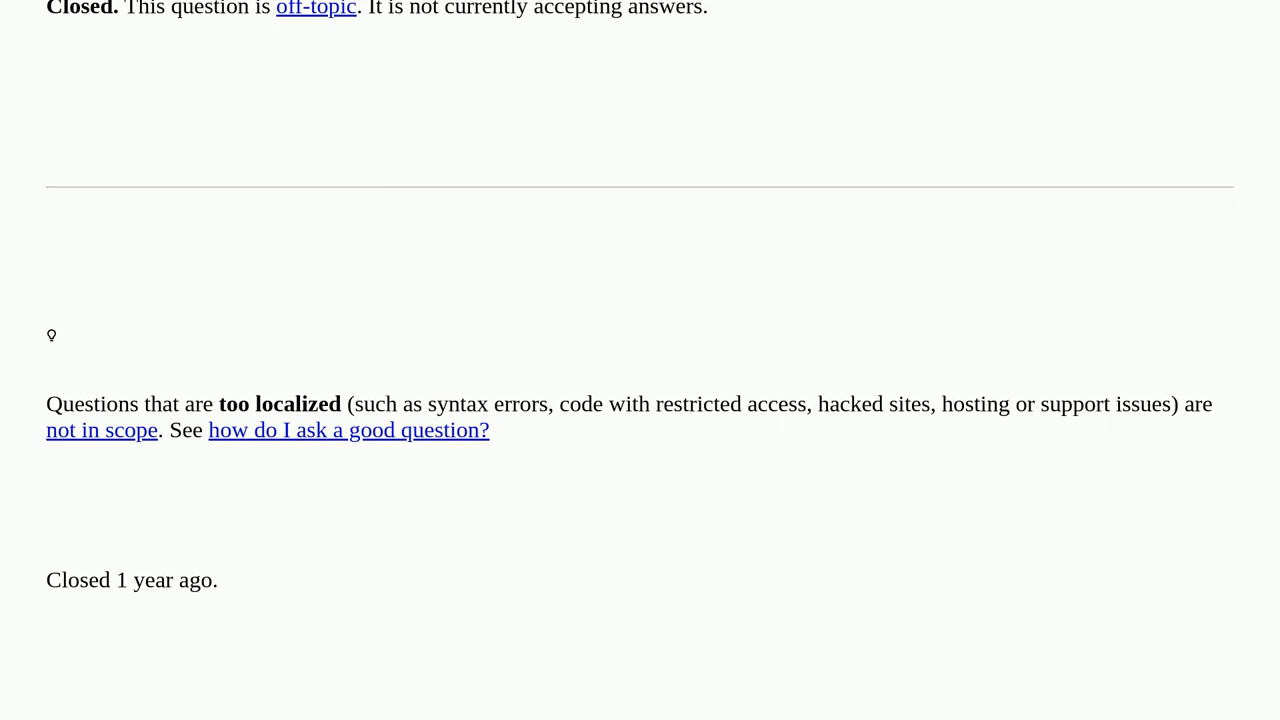 Closed. This question is off-topic. It is not currently accepting answers.
Questions that are too localized (such as syntax errors, code with restricted access, hacked sites, hosting or support issues) are
not in scope. See how do I ask a good question?
Closed 1 year ago.